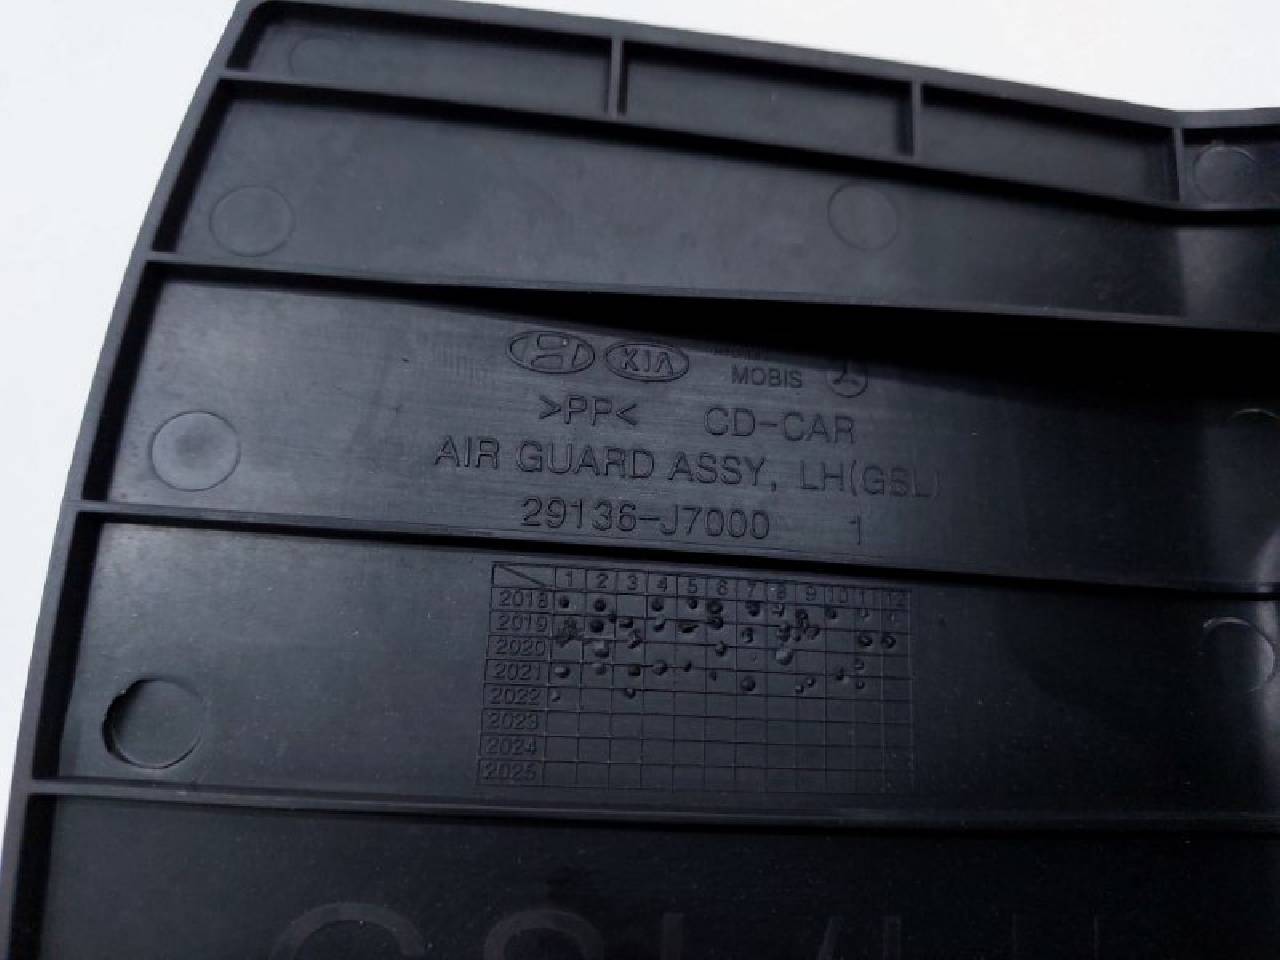 KIA
MOBIS
>PP< CD-CAR
AIR GUARD ASSY, LH(GSL)
29136-J7000 1
1 2 3 4 5 6 7 8 9 10 11 12
2018
2019
2020
2021
2022
2023
2024
2025